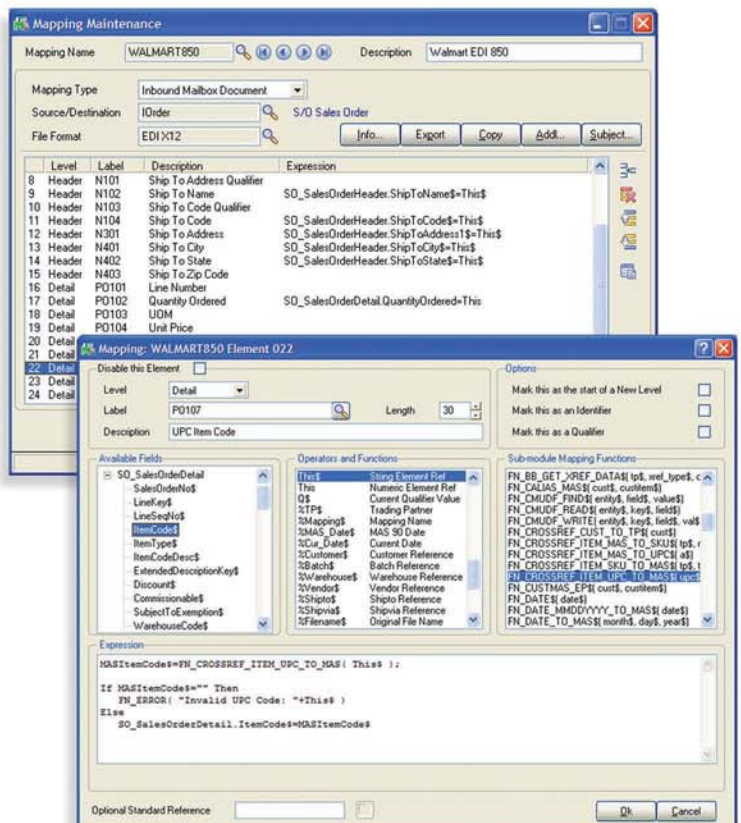 Mapping Maintenance
Mapping Name WALMART850 Description Walmart EDI 850
Mapping Type Inbound Mailbox Document
Source/Destination IOrder S/O Sales Order
File Format EDI X12 Info... Export Copy Addl... Subject...
Level Label Description Expression
8 Header N101 Ship To Address Qualifier
9 Header N102 Ship To Name SO_SalesOrderHeader.ShipToName$=This$
10 Header N103 Ship To Code Qualifier
11 Header N104 Ship To Code SO_SalesOrderHeader.ShipToCode$=This$
12 Header N301 Ship To Address SO_SalesOrderHeader.ShipToAddress1$=This$
13 Header N401 Ship To City SO_SalesOrderHeader.ShipToCity$=This$
14 Header N402 Ship To State SO_SalesOrderHeader.ShipToState$=This$
15 Header N403 Ship To Zip Code
16 Detail PO101 Line Number
17 Detail PO102 Quantity Ordered SO_SalesOrderDetail.QuantityOrdered=This
18 Detail PO103 UOM
19 Detail PO104 Unit Price
20 Detail
21 Detail
22 Detail
23 Detail
24 Detail
Mapping: WALMART850 Element 022
Disable this Element
Level Detail
Label PO107 Length 30
Description UPC Item Code
Options
Mark this as the start of a New Level
Mark this as an Identifier
Mark this as a Qualifier
Available Fields
SO_SalesOrderDetail
SalesOrderNo$
LineKey$
LineSeqNo$
ItemCode$
ItemType$
ItemCodeDesc$
ExtendedDescriptionKey$
Discount$
Commissionable$
SubjectToExemption$
WarehouseCode$
Operators and Functions
This$ String Element Ref
This Numeric Element Ref
Q$ Current Qualifier Value
%TP$ Trading Partner
%Mapping$ Mapping Name
%MAS_Date$ MAS 90 Date
%Cur_Date$ Current Date
%Customer$ Customer Reference
%Batch$ Batch Reference
%Warehouse$ Warehouse Reference
%Vendor$ Vendor Reference
%Shipto$ Shipto Reference
%Shipvia$ Shipvia Reference
%Filename$ Original File Name
Sub-module Mapping Functions
FN_BB_GET_XREF_DATA$( tp$, xref_type$, c
FN_CALIAS_MAS$( cust$, custitem$)
FN_CMUDF_FIND$( entity$, field$, value$)
FN_CMUDF_READ$( entity$, key$, field$)
FN_CMUDF_WRITE( entity$, key$, field$, val$
FN_CROSSREF_CUST_TO_TP$( cust$)
FN_CROSSREF_ITEM_MAS_TO_SKU$( tp$, r
FN_CROSSREF_ITEM_MAS_TO_UPC$( a$)
FN_CROSSREF_ITEM_SKU_TO_MAS$( tp$, t
FN_CROSSREF_ITEM_UPC_TO_MAS$( upc$
FN_CUSTMAS_EP$( cust$, custitem$)
FN_DATE$( date$)
FN_DATE_MMDDYYYY_TO_MAS$( date$)
FN_DATE_TO_MAS$( month$, day$, year$)
Expression
MASItemCode$=FN_CROSSREF_ITEM_UPC_TO_MAS( This$ );
If MASItemCode$="" Then
FN_ERROR( "Invalid UPC Code: "+This$ )
Else
SO_SalesOrderDetail.ItemCode$=MASItemCode$
Optional Standard Reference Ok Cancel